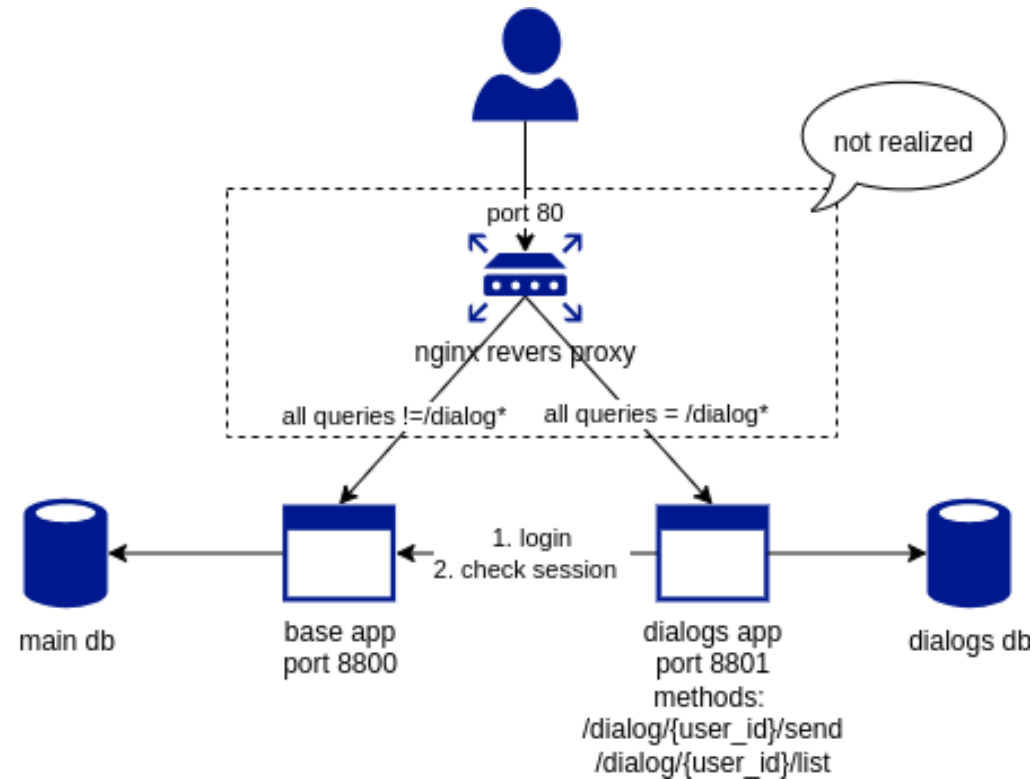 not realized
port 80
nginx revers proxy
all queries !=/dialog*
all queries = /dialog*
1. login
2. check session
main db
base app
port 8800
dialogs app
port 8801
methods:
/dialog/{user_id}/send
/dialog/{user_id}/list
dialogs db